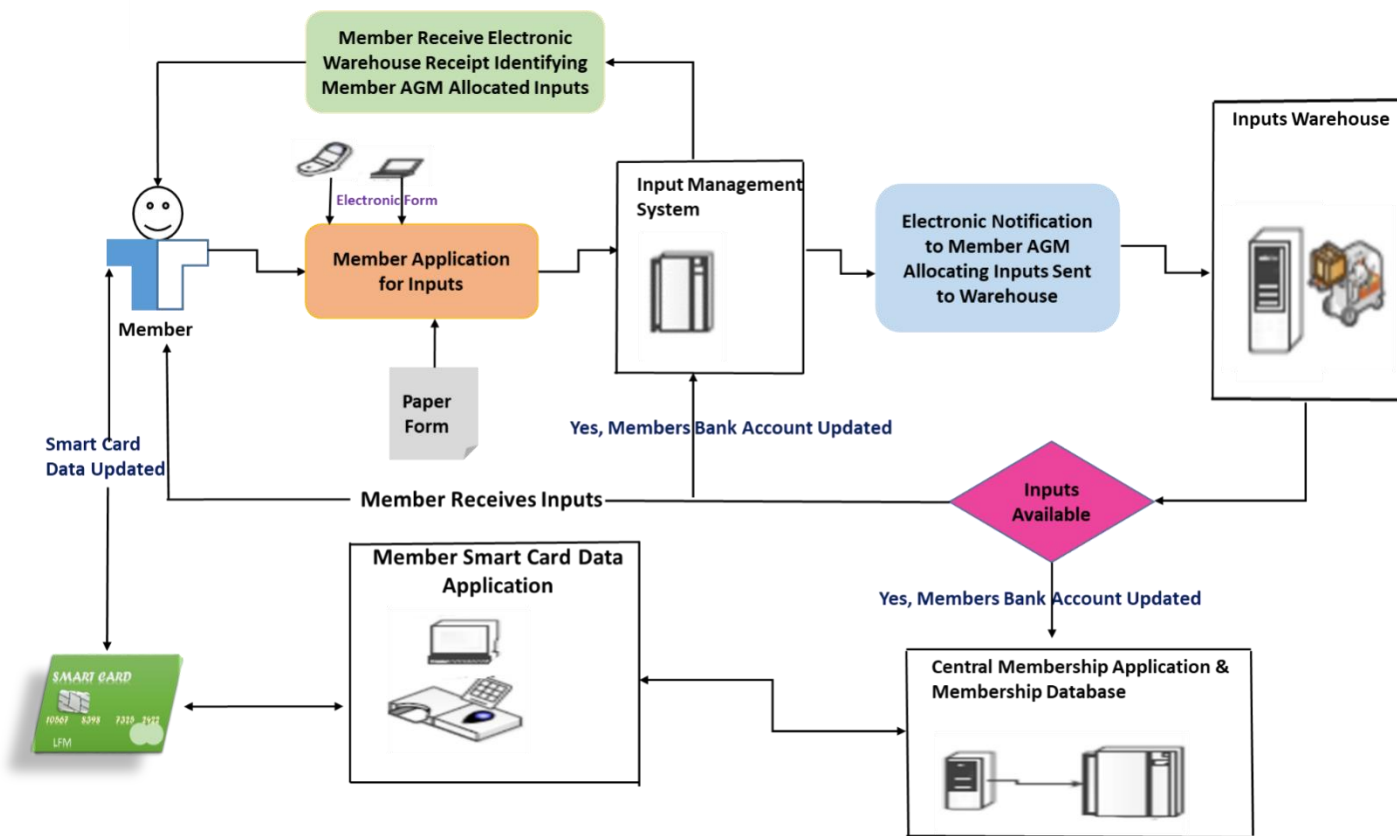 Member Receive Electronic
Warehouse Receipt Identifying
Member AGM Allocated Inputs
Inputs Warehouse
Input Management
System
Electronic Form
Electronic Notification
to Member AGM
Allocating Inputs Sent
to Warehouse
Member Application
for Inputs
Member
Paper
Form
Yes, Members Bank Account Updated
Smart Card
Data Updated
Member Receives Inputs
Inputs
Available
Member Smart Card Data
Application
Yes, Members Bank Account Updated
Central Membership Application &
Membership Database
SMART CARD
LFM